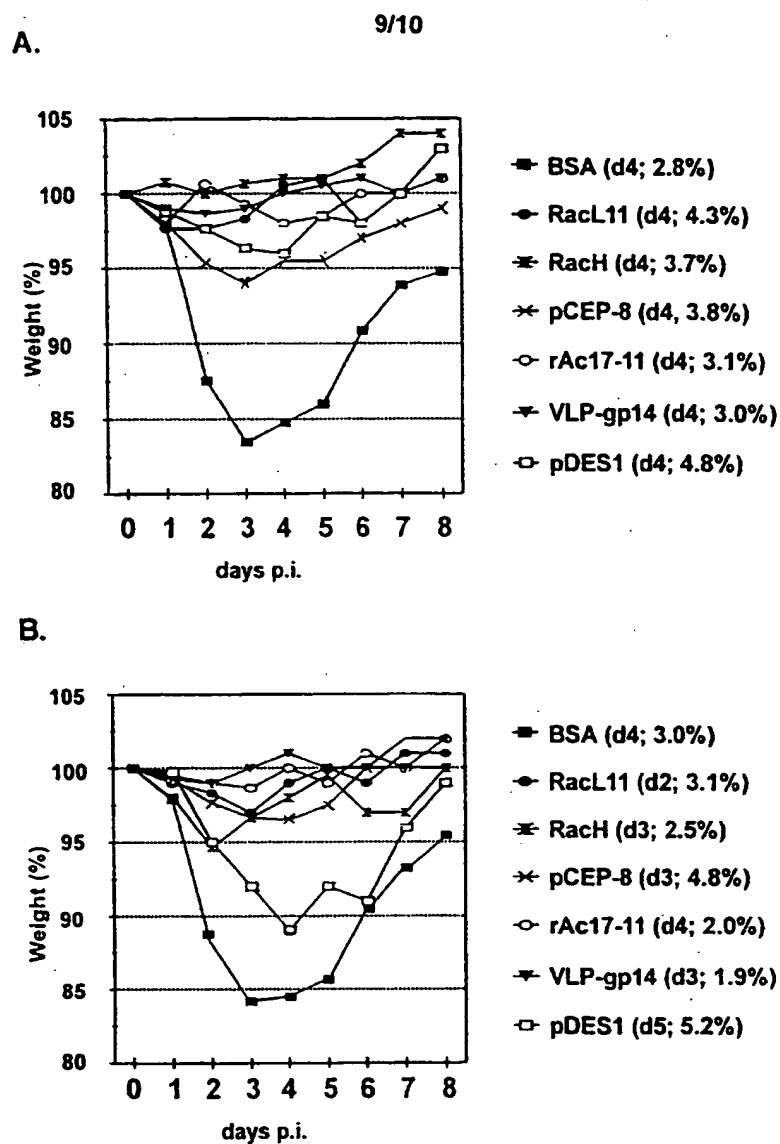 9/10
A.
105
100
95
90
85
80
Weight (%)
0 1 2 3 4 5 6 7 8
days p.i.
BSA (d4; 2.8%)
RacL11 (d4; 4.3%)
RacH (d4; 3.7%)
pCEP-8 (d4, 3.8%)
rAc17-11 (d4; 3.1%)
VLP-gp14 (d4; 3.0%)
pDES1 (d4; 4.8%)
B.
105
100
95
90
85
80
Weight (%)
0 1 2 3 4 5 6 7 8
days p.i.
BSA (d4; 3.0%)
RacL11 (d2; 3.1%)
RacH (d3; 2.5%)
pCEP-8 (d3; 4.8%)
rAc17-11 (d4; 2.0%)
VLP-gp14 (d3; 1.9%)
pDES1 (d5; 5.2%)